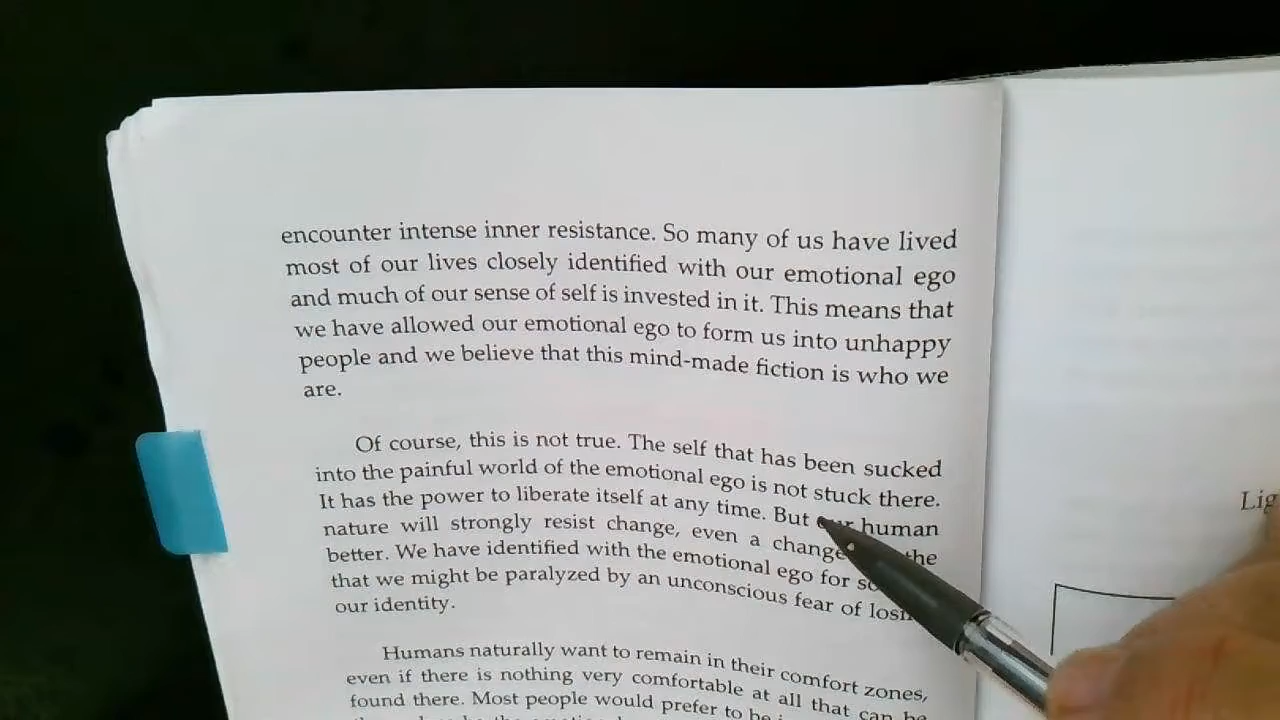 encounter intense inner resistance. So many of us have lived
most of our lives closely identified with our emotional ego
and much of our sense of self is invested in it. This means that
we have allowed our emotional ego to form us into unhappy
people and we believe that this mind-made fiction is who we
are.
Of course, this is not true. The self that has been sucked
into the painful world of the emotional ego is not stuck there.
It has the power to liberate itself at any time. But our human
nature will strongly resist change, even a change the
better. We have identified with the emotional ego for
that we might be paralyzed by an unconscious fear of
our identity.
Humans naturally want to remain in their comfort zones,
even if there is nothing very comfortable at all that can be
found there. Most people would prefer to